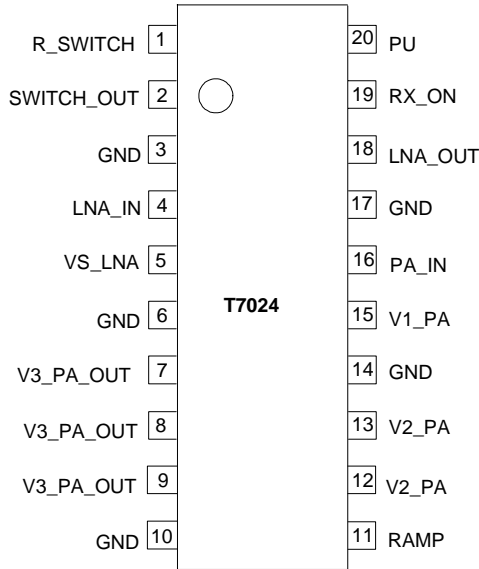 R_SWITCH 1 20 PU
SWITCH_OUT 2 19 RX_ON
GND 3 18 LNA_OUT
LNA_IN 4 17 GND
VS_LNA 5 16 PA_IN
T7024
GND 6 15 V1_PA
V3_PA_OUT 7 14 GND
V3_PA_OUT 8 13 V2_PA
V3_PA_OUT 9 12 V2_PA
GND 10 11 RAMP